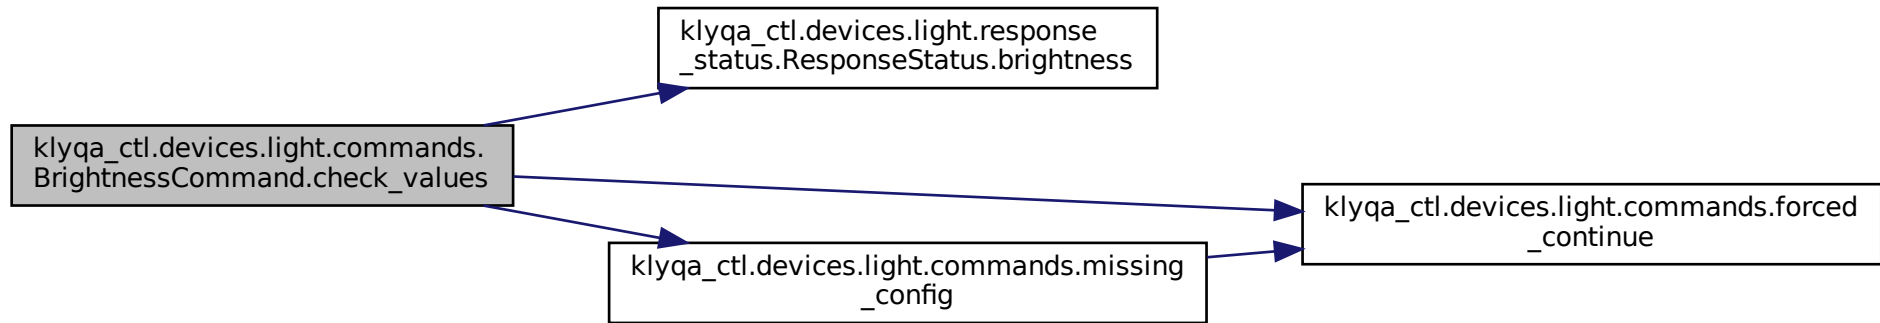 klyqa_ctl.devices.light.response
_status.ResponseStatus.brightness
klyqa_ctl.devices.light.commands.
BrightnessCommand.check_values
klyqa_ctl.devices.light.commands.forced
_continue
klyqa_ctl.devices.light.commands.missing
_config